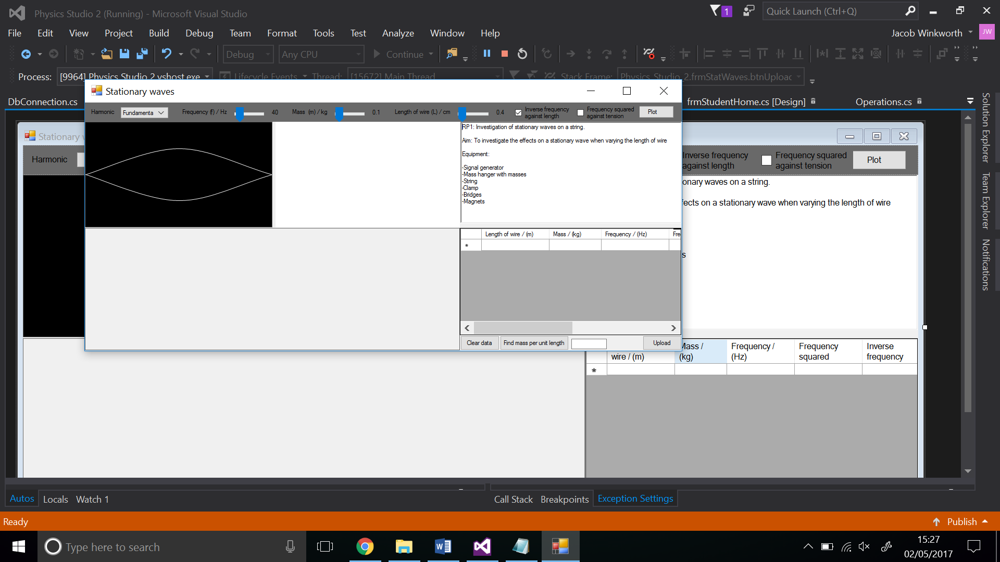 Physics Studio 2 (Running) - Microsoft Visual Studio
1
Quick Launch (Ctrl+Q)
File Edit View Project Build Debug Team Format Tools Test Analyze Window Help
Jacob Winkworth JW
Debug Any CPU Continue
Process: [9964] Physics Studio 2.vshost.exe Lifecycle Events Thread: [15672] Main Thread Stack Frame: Physics_Studio_2.frmStatWaves.btnUploac
DbConnection.cs
frmStudentHome.cs [Design]
Operations.cs
Stationary waves
Harmonic Fundamenta Frequency (f) / Hz 40 Mass (m) / kg 0.1 Length of wire (L) / cm 0.4
Inverse frequency
against length
Frequency squared
against tension
Plot
RP1: Investigation of stationary waves on a string.
Aim: To investigate the effects on a stationary wave when varying the length of wire
Equipment:
-Signal generator
-Mass hanger with masses
-String
-Clamp
-Bridges
-Magnets
Length of wire / (m) Mass / (kg) Frequency / (Hz) Fre
*
Clear data Find mass per unit length Upload
Stationary
Harmonic
Inverse frequency
against length
Frequency squared
against tension
Plot
onary waves on a string.
fects on a stationary wave when varying the length of wire
s
wire / (m)
Mass /
(kg)
Frequency /
(Hz)
Frequency
squared
Inverse
frequency
*
Solution Explorer
Team Explorer
Notifications
Autos Locals Watch 1
Call Stack Breakpoints Exception Settings
Ready
Publish
Type here to search
15:27
02/05/2017